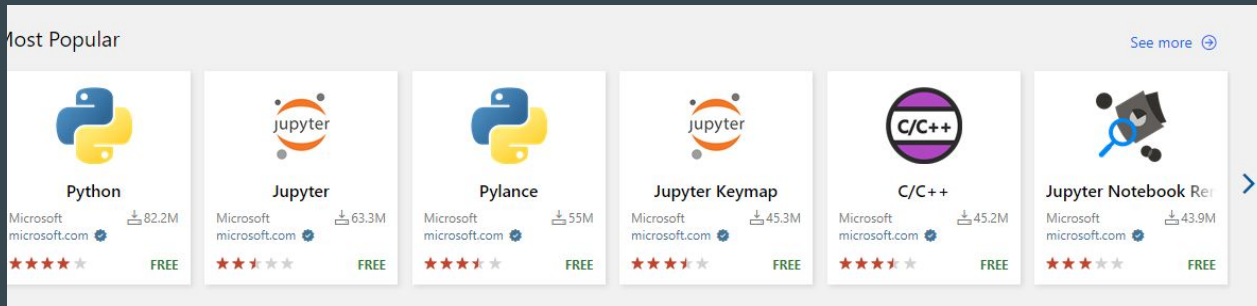 Most Popular
See more
Jupyter
C/C++
Jupyter
Python
Microsoft 82.2M
microsoft.com
FREE
Jupyter
Microsoft 63.3M
microsoft.com
FREE
Pylance
Microsoft 55M
microsoft.com
FREE
Jupyter Keymap
Microsoft 45.3M
microsoft.com
FREE
C/C++
Microsoft 45.2M
microsoft.com
FREE
Jupyter Notebook Ren
Microsoft 43.9M
microsoft.com
FREE